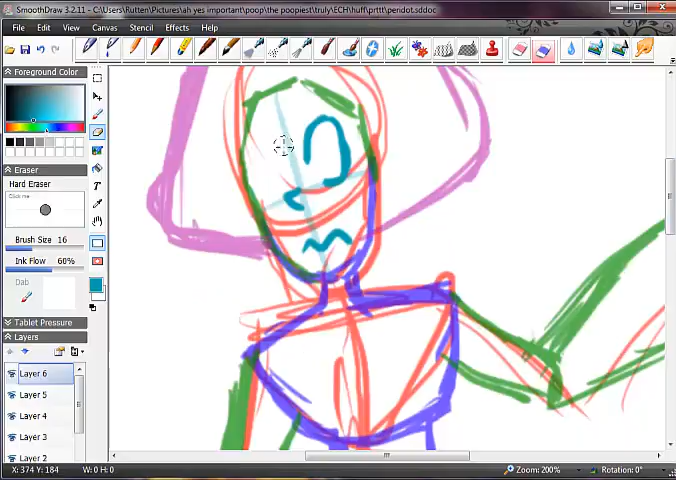 SmoothDraw 3.2.11 - C:\Users\Rutten\Pictures\ah yes important\poop\the poopiest\truly\ECH\huff\prttt\peridot.sddoc
File Edit View Canvas Stencil Effects Help
Foreground Color
Eraser
Hard Eraser
Click me
Brush Size 16
Ink Flow 60%
Dab
Tablet Pressure
Layers
Layer 6
Layer 5
Layer 4
Layer 3
Layer 2
X: 374 Y: 184 W: 0 H: 0 Zoom: 200% Rotation: 0°